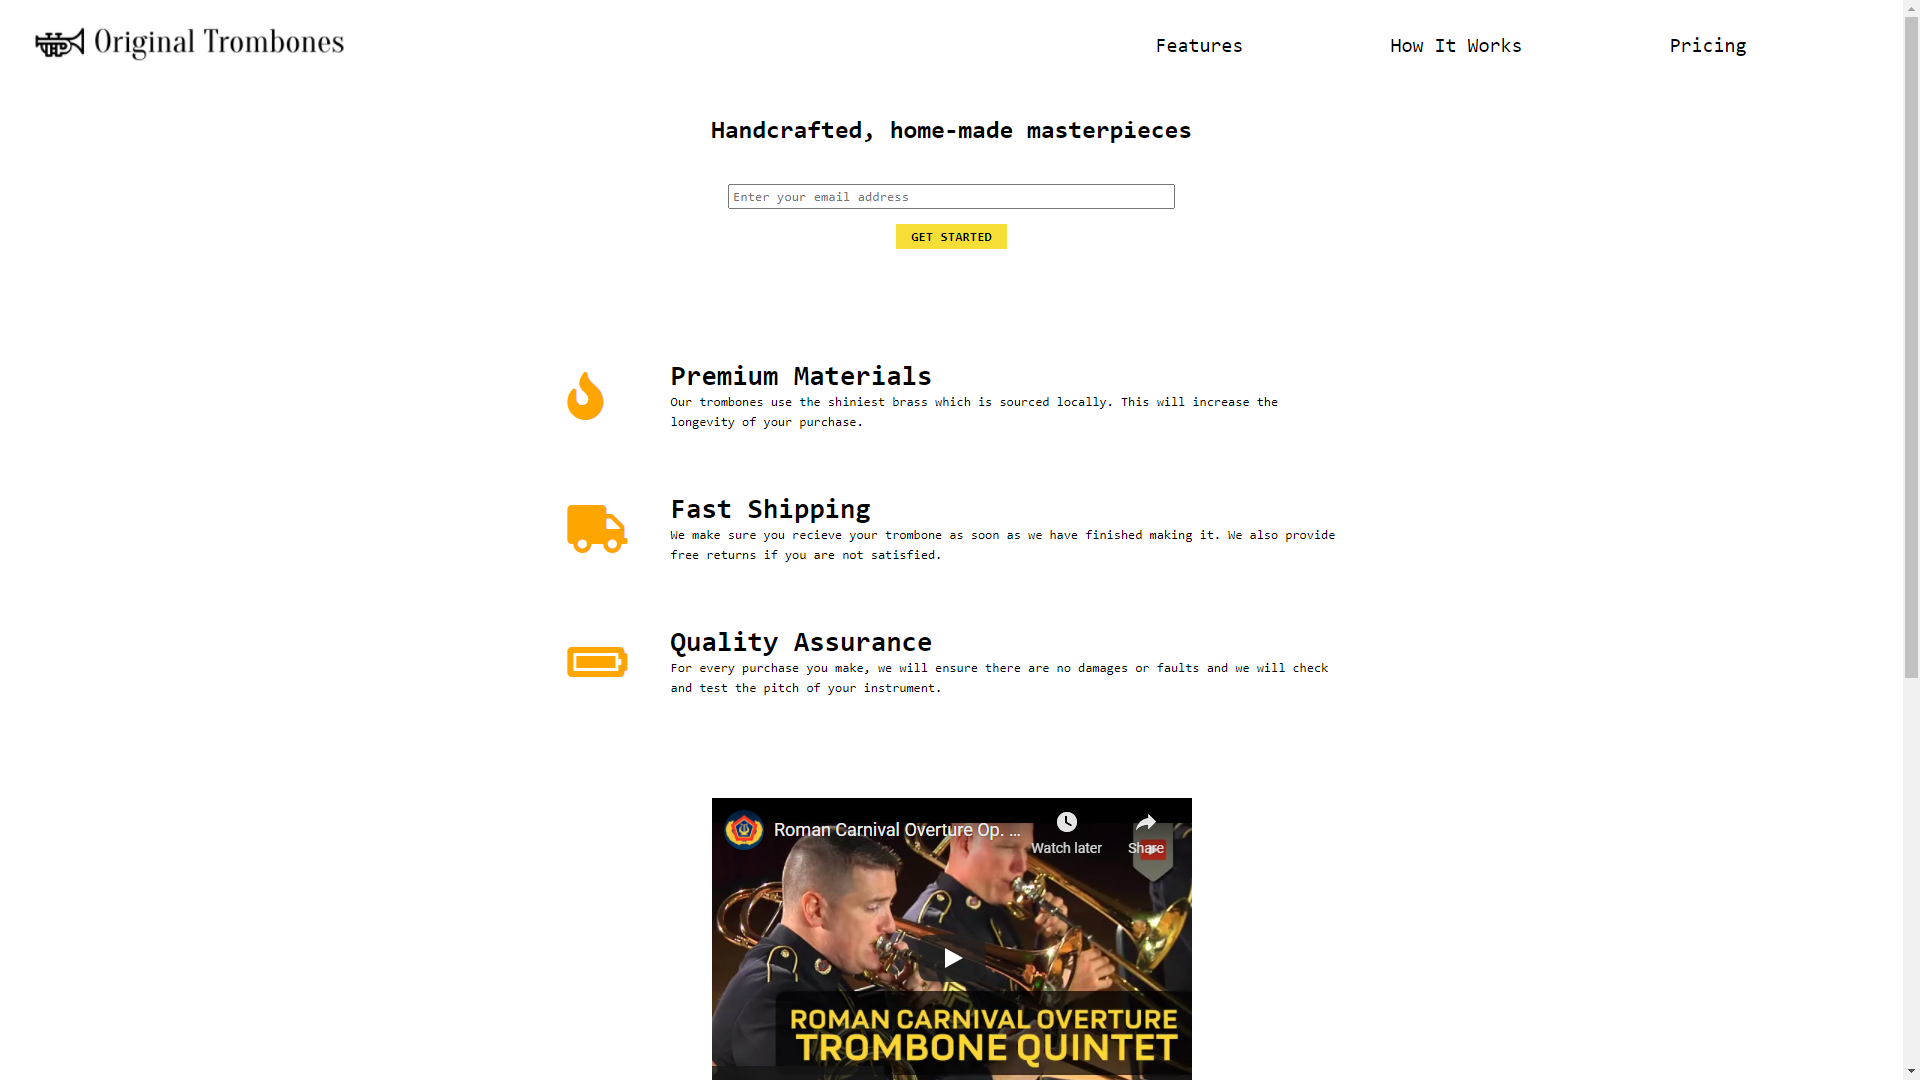 Original Trombones
Features
How It Works
Pricing
Handcrafted, home-made masterpieces
Enter your email address
GET STARTED
Premium Materials
Our trombones use the shiniest brass which is sourced locally. This will increase the
longevity of your purchase.
Fast Shipping
We make sure you recieve your trombone as soon as we have finished making it. We also provide
free returns if you are not satisfied.
Quality Assurance
For every purchase you make, we will ensure there are no damages or faults and we will check
and test the pitch of your instrument.
Roman Carnival Overture Op. ...
Watch later
Share
ROMAN CARNIVAL OVERTURE
TROMBONE QUINTET